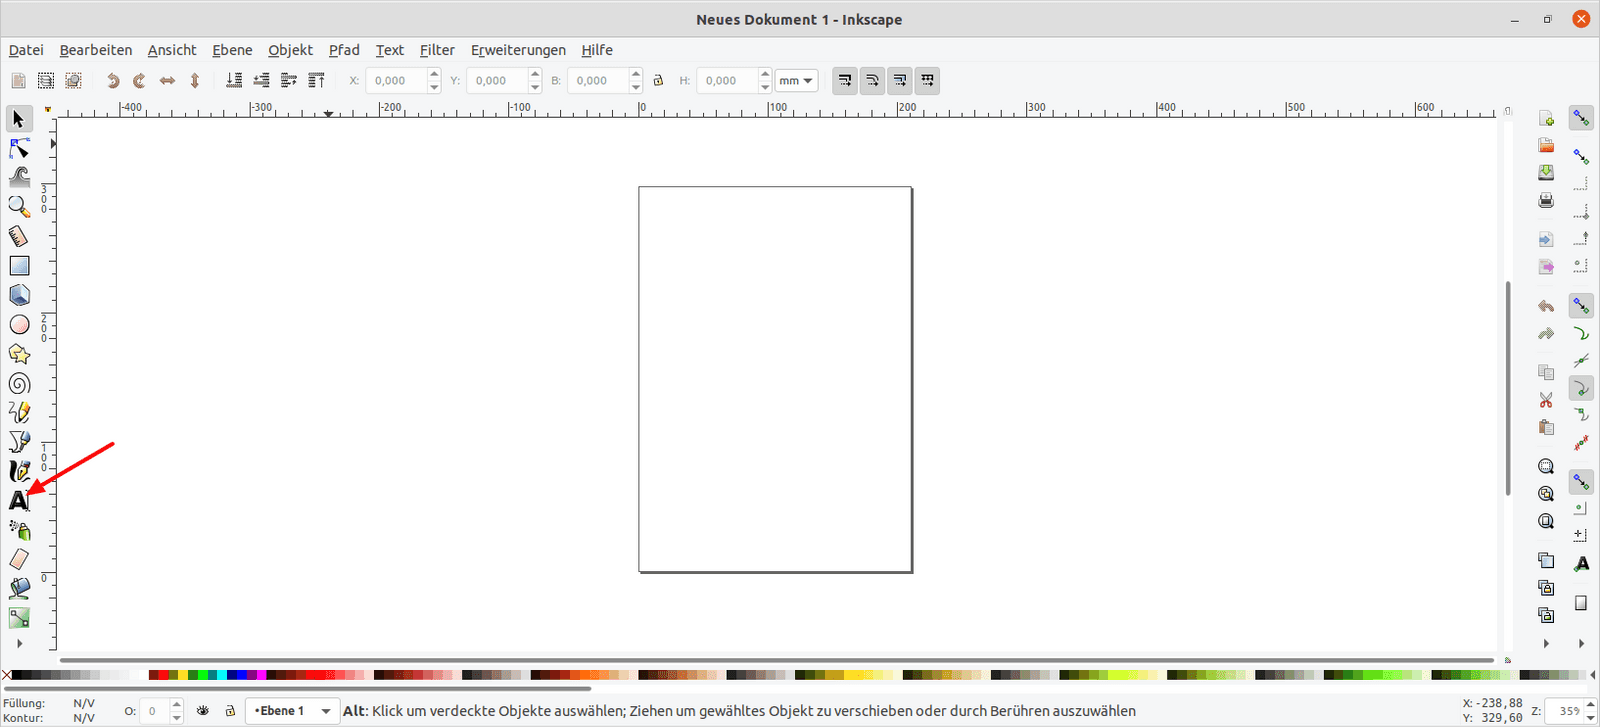 Neues Dokument 1 - Inkscape
Datei Bearbeiten Ansicht Ebene Objekt Pfad Text Filter Erweiterungen Hilfe
X: 0,000 Y: 0,000 B: 0,000 H: 0,000 mm
-400 -300 -200 -100 0 100 200 300 400 500 600
300
200
100
0
Füllung: N/V
Kontur: N/V
O: 0
•Ebene 1
Alt: Klick um verdeckte Objekte auswählen; Ziehen um gewähltes Objekt zu verschieben oder durch Berühren auszuwählen
X: -238,88
Y: 329,60
Z: 35%